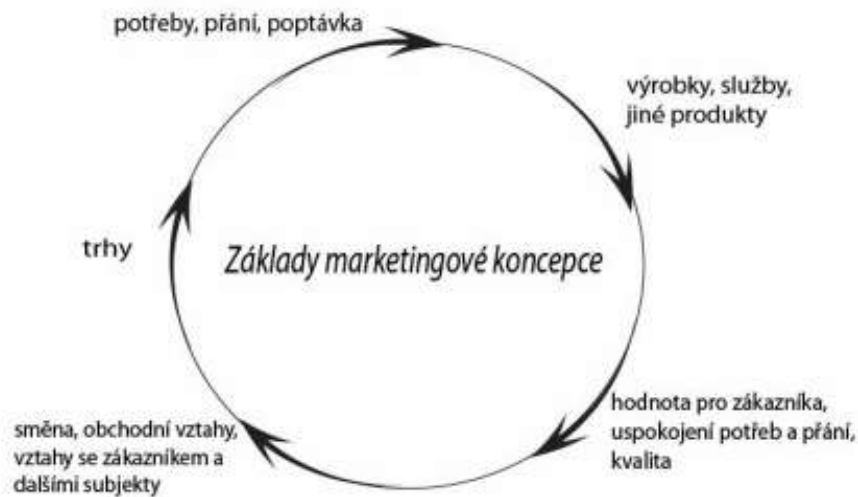 potřeby, přání, poptávka
výrobky, služby,
jiné produkty
trhy
Základy marketingové koncepce
hodnota pro zákazníka,
uspokojení potřeb a přání,
kvalita
směna, obchodní vztahy,
vztahy se zákazníkem a
dalšími subjekty